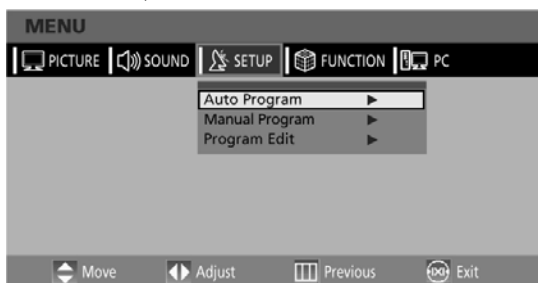 MENU
PICTURE SOUND SETUP FUNCTION PC
Auto Program
Manual Program
Program Edit
Move Adjust Previous Exit